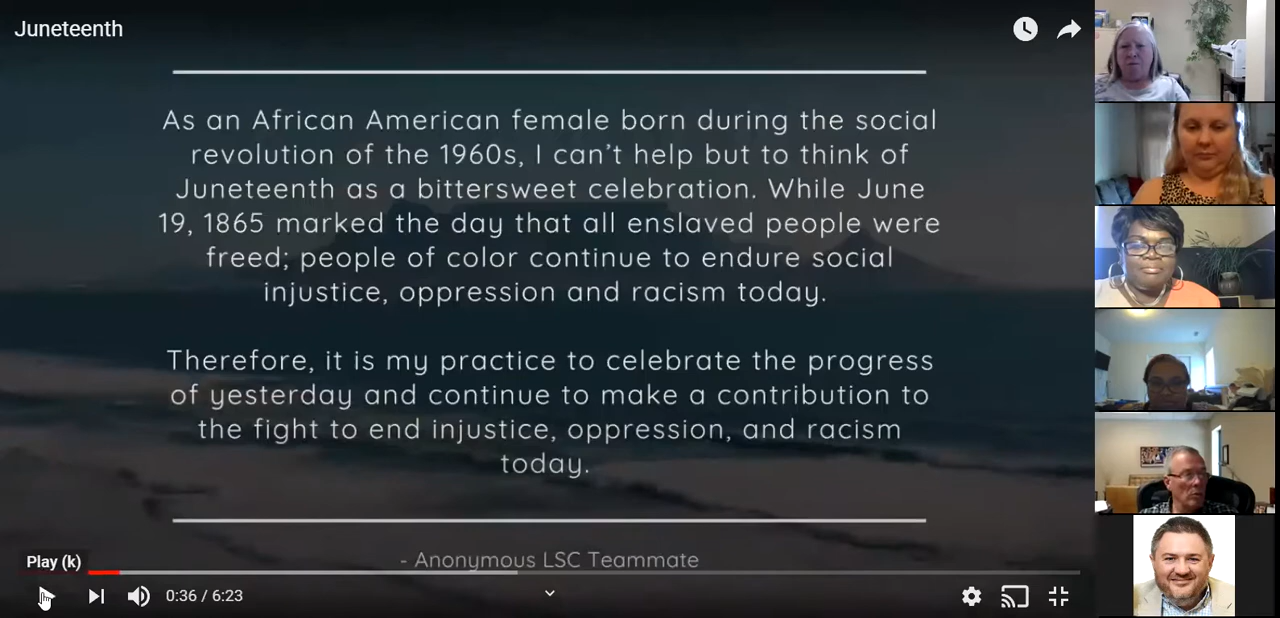 Juneteenth
As an African American female born during the social
revolution of the 1960s, I can’t help but to think of
Juneteenth as a bittersweet celebration. While June
19, 1865 marked the day that all enslaved people were
freed; people of color continue to endure social
injustice, oppression and racism today.
Therefore, it is my practice to celebrate the progress
of yesterday and continue to make a contribution to
the fight to end injustice, oppression, and racism
today.
- Anonymous LSC Teammate
Play (k)
0:36 / 6:23